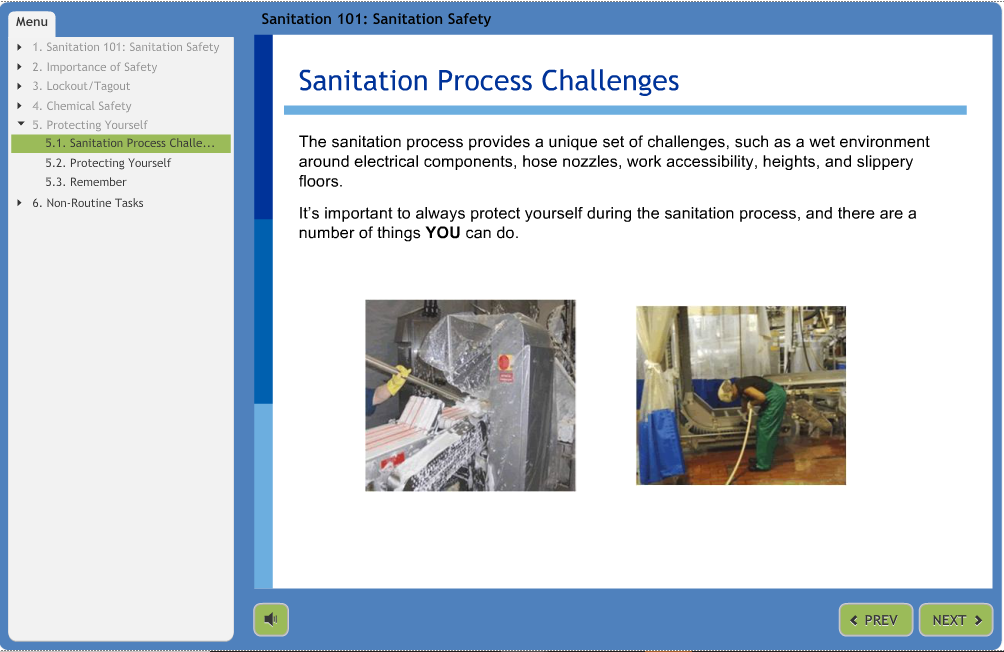 Menu
1. Sanitation 101: Sanitation Safety
2. Importance of Safety
3. Lockout/Tagout
4. Chemical Safety
5. Protecting Yourself
5.1. Sanitation Process Challe...
5.2. Protecting Yourself
5.3. Remember
6. Non-Routine Tasks
Sanitation 101: Sanitation Safety
Sanitation Process Challenges
The sanitation process provides a unique set of challenges, such as a wet environment
around electrical components, hose nozzles, work accessibility, heights, and slippery
floors.
It’s important to always protect yourself during the sanitation process, and there are a
number of things YOU can do.
PREV
NEXT